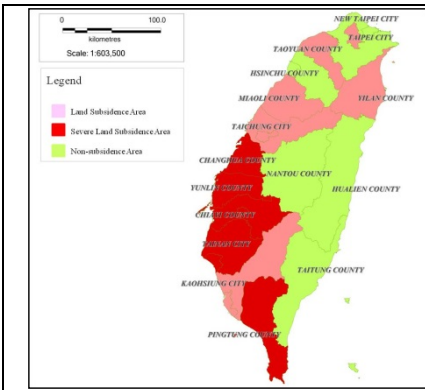 0.0
100.0
kilometres
Scale: 1:603,500
Legend
Land Subsidence Area
Severe Land Subsidence Area
Non-subsidence Area
NEW TAIPEI CITY
TAIPEI CITY
TAOYUAN COUNTY
HSINCHU COUNTY
MIAOLI COUNTY
YILAN COUNTY
TAICHUNG CITY
CHANGHUA COUNTY
NANTOU COUNTY
YUNLIN COUNTY
HUALIEN COUNTY
CHIAYI COUNTY
TAINAN CITY
TAITUNG COUNTY
KAOHSIUNG CITY
PINGTUNG COUNTY